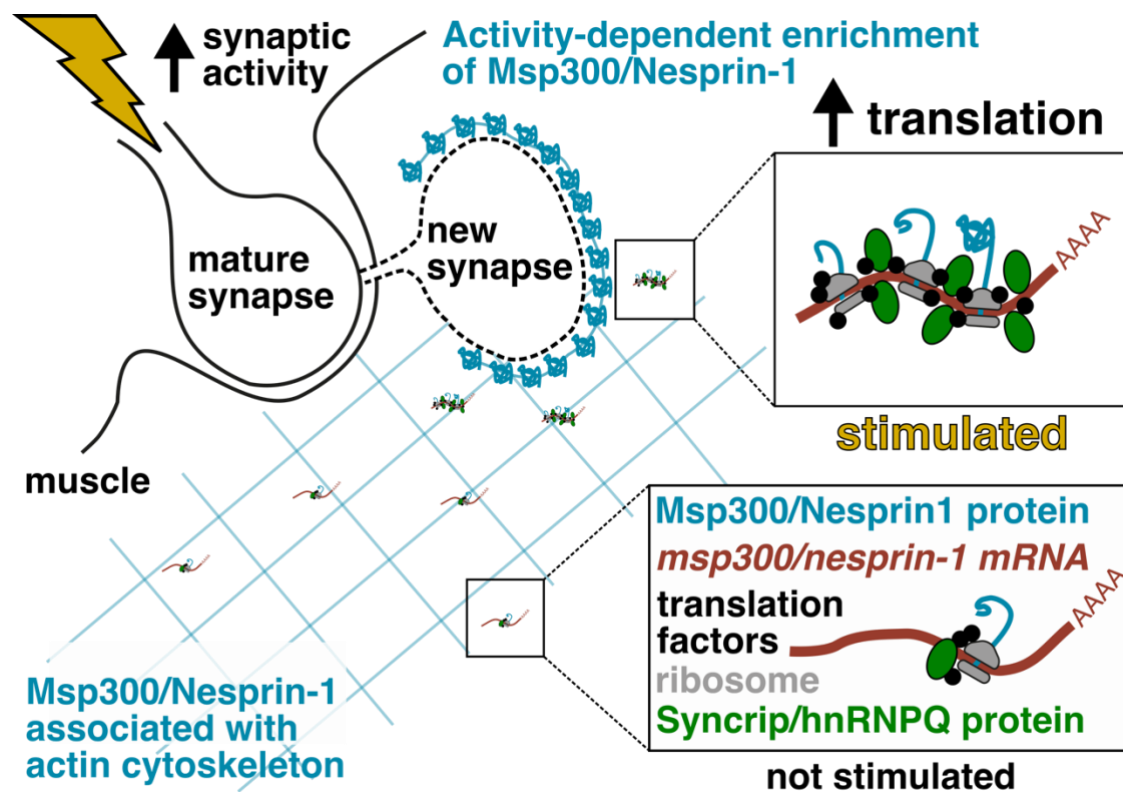 synaptic
activity
Activity-dependent enrichment
of Msp300/Nesprin-1
translation
mature
synapse
new
synapse
AAAA
stimulated
muscle
Msp300/Nesprin1 protein
msp300/nesprin-1 mRNA
translation
factors
ribosome
Syncrip/hnRNPQ protein
AAAA
not stimulated
Msp300/Nesprin-1
associated with
actin cytoskeleton